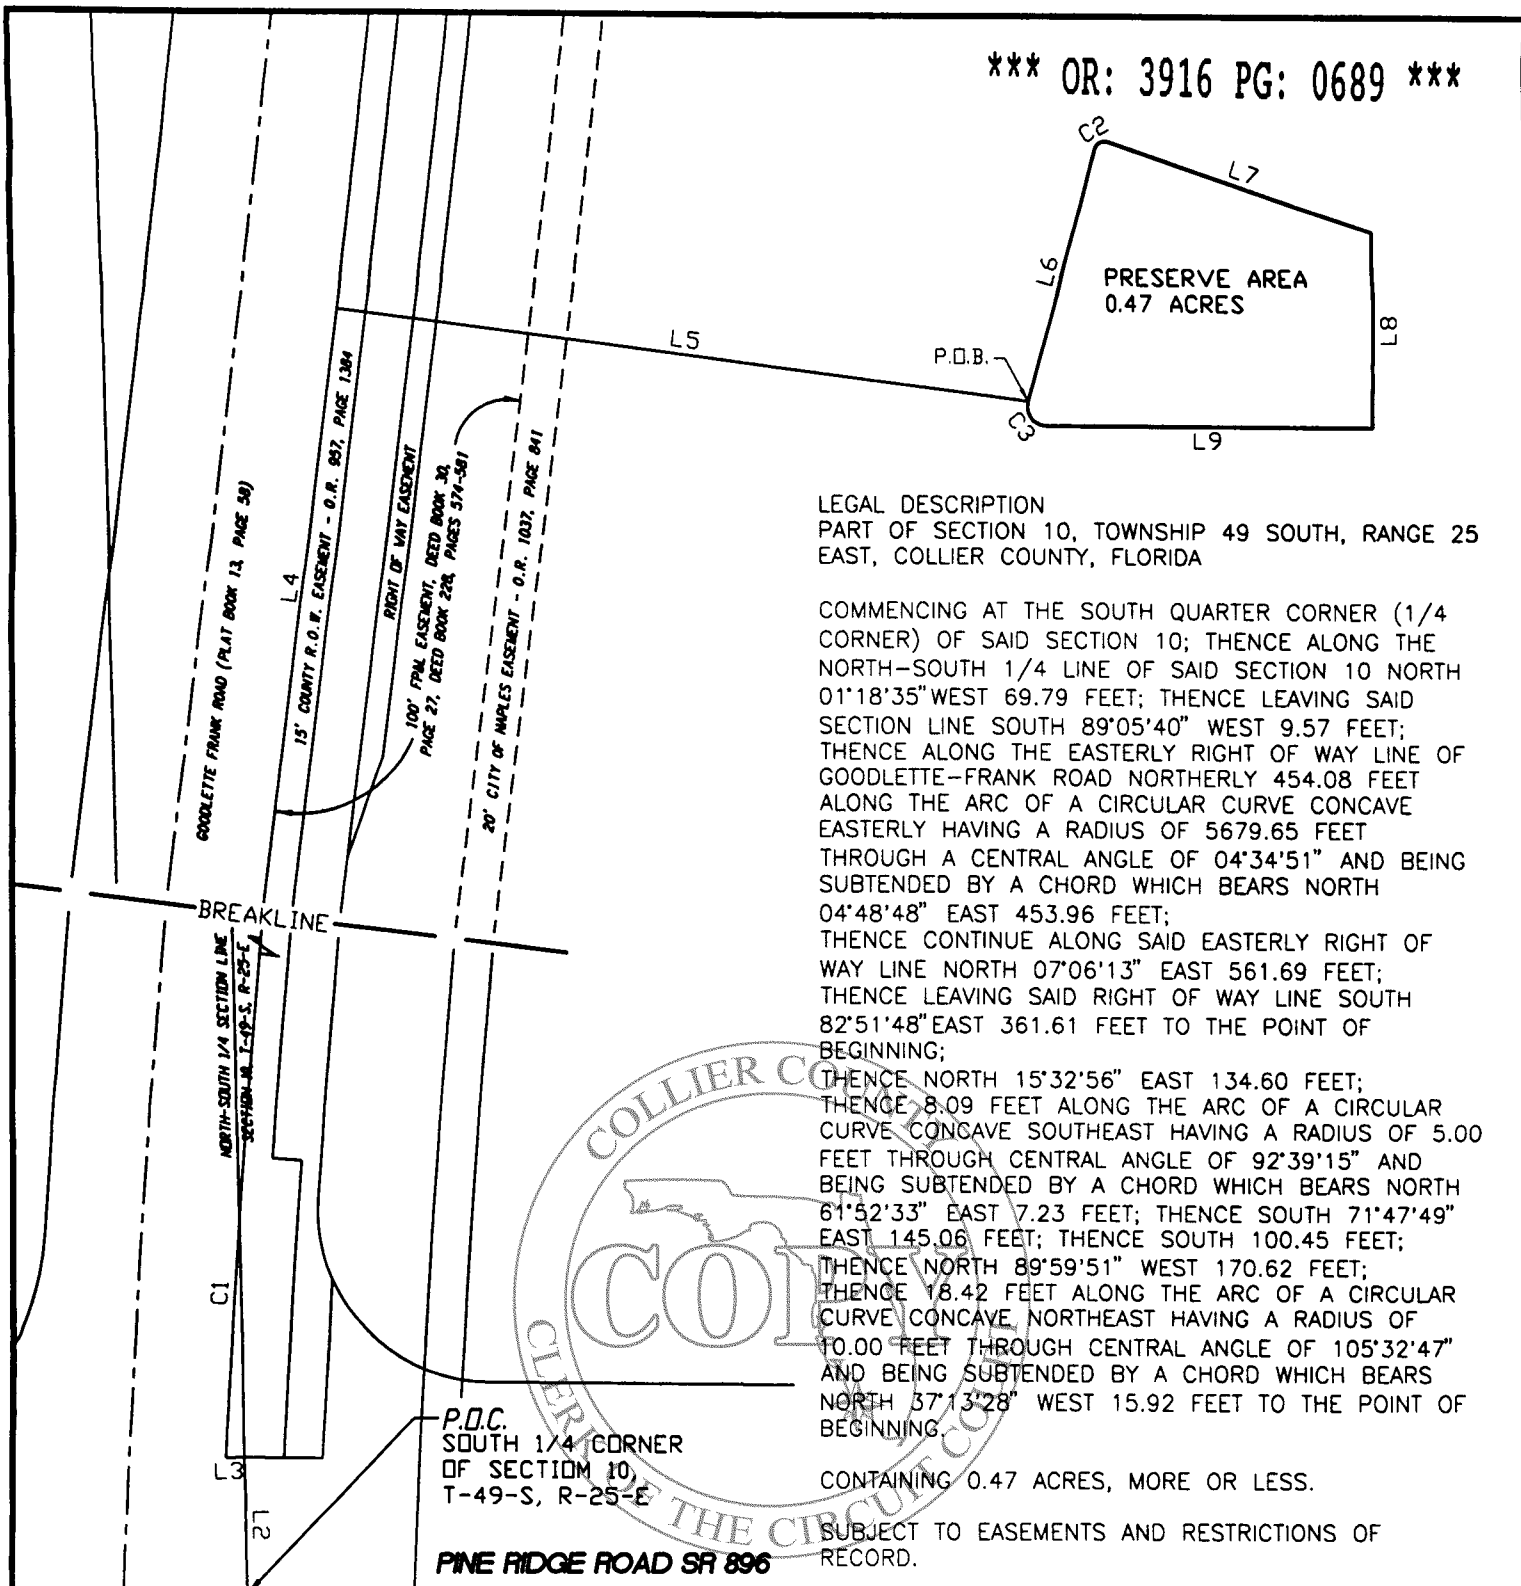 *** OR: 3916 PG: 0689 ***
C2
L7
L6
PRESERVE AREA
0.47 ACRES
L8
P.O.B.
L5
C3
L9
L4
GOODLETTE FRANK ROAD (PLAT BOOK 13, PAGE 58)
15' COUNTY R.O.W. EASEMENT - O.R. 957, PAGE 1384
RIGHT OF WAY EASEMENT
100' FP&L EASEMENT, DEED BOOK 30,
PAGE 27, DEED BOOK 228, PAGES 574-581
20' CITY OF NAPLES EASEMENT - O.R. 1037, PAGE 841
BREAKLINE
NORTH-SOUTH 1/4 SECTION LINE
SECTION 10, T-49-S, R-25-E
C1
L3
L2
P.O.C.
SOUTH 1/4 CORNER
OF SECTIOM 10,
T-49-S, R-25-E
PINE RIDGE ROAD SR 896
LEGAL DESCRIPTION
PART OF SECTION 10, TOWNSHIP 49 SOUTH, RANGE 25
EAST, COLLIER COUNTY, FLORIDA
COMMENCING AT THE SOUTH QUARTER CORNER (1/4
CORNER) OF SAID SECTION 10; THENCE ALONG THE
NORTH-SOUTH 1/4 LINE OF SAID SECTION 10 NORTH
01°18'35" WEST 69.79 FEET; THENCE LEAVING SAID
SECTION LINE SOUTH 89°05'40" WEST 9.57 FEET;
THENCE ALONG THE EASTERLY RIGHT OF WAY LINE OF
GOODLETTE-FRANK ROAD NORTHERLY 454.08 FEET
ALONG THE ARC OF A CIRCULAR CURVE CONCAVE
EASTERLY HAVING A RADIUS OF 5679.65 FEET
THROUGH A CENTRAL ANGLE OF 04°34'51" AND BEING
SUBTENDED BY A CHORD WHICH BEARS NORTH
04°48'48" EAST 453.96 FEET;
THENCE CONTINUE ALONG SAID EASTERLY RIGHT OF
WAY LINE NORTH 07°06'13" EAST 561.69 FEET;
THENCE LEAVING SAID RIGHT OF WAY LINE SOUTH
82°51'48" EAST 361.61 FEET TO THE POINT OF
BEGINNING;
THENCE NORTH 15°32'56" EAST 134.60 FEET;
THENCE 8.09 FEET ALONG THE ARC OF A CIRCULAR
CURVE CONCAVE SOUTHEAST HAVING A RADIUS OF 5.00
FEET THROUGH CENTRAL ANGLE OF 92°39'15" AND
BEING SUBTENDED BY A CHORD WHICH BEARS NORTH
61°52'33" EAST 7.23 FEET; THENCE SOUTH 71°47'49"
EAST 145.06 FEET; THENCE SOUTH 100.45 FEET;
THENCE NORTH 89°59'51" WEST 170.62 FEET;
THENCE 18.42 FEET ALONG THE ARC OF A CIRCULAR
CURVE CONCAVE NORTHEAST HAVING A RADIUS OF
10.00 FEET THROUGH CENTRAL ANGLE OF 105°32'47"
AND BEING SUBTENDED BY A CHORD WHICH BEARS
NORTH 37°13'28" WEST 15.92 FEET TO THE POINT OF
BEGINNING.
CONTAINING 0.47 ACRES, MORE OR LESS.
SUBJECT TO EASEMENTS AND RESTRICTIONS OF
RECORD.
COLLIER COUNTY
COPY
CLERK OF THE CIRCUIT COURT